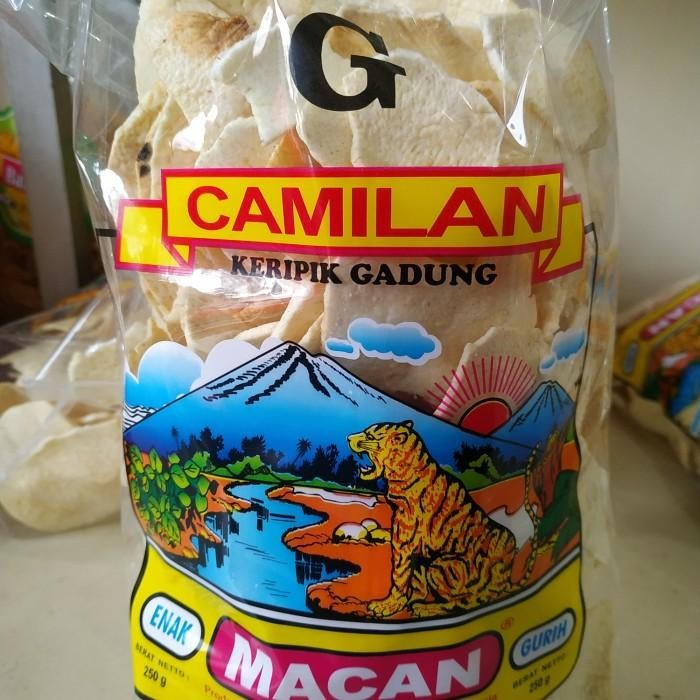 G
CAMILAN
KERIPIK GADUNG
ENAK
BERAT NETTO :
250 g
MACAN
®
GURIH
BERAT NETTO :
250 g